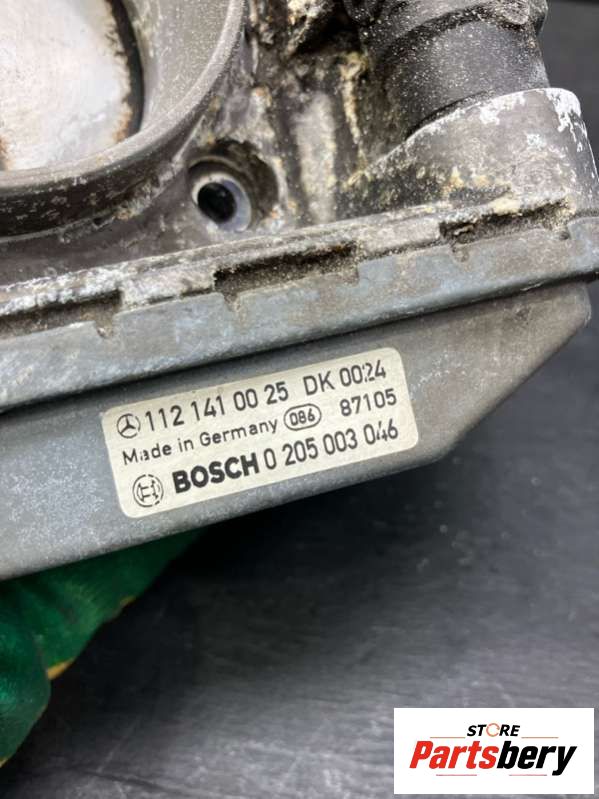 112 141 00 25 DK 0024
Made in Germany 086 87105
BOSCH 0 205 003 046
STORE
Partsbery